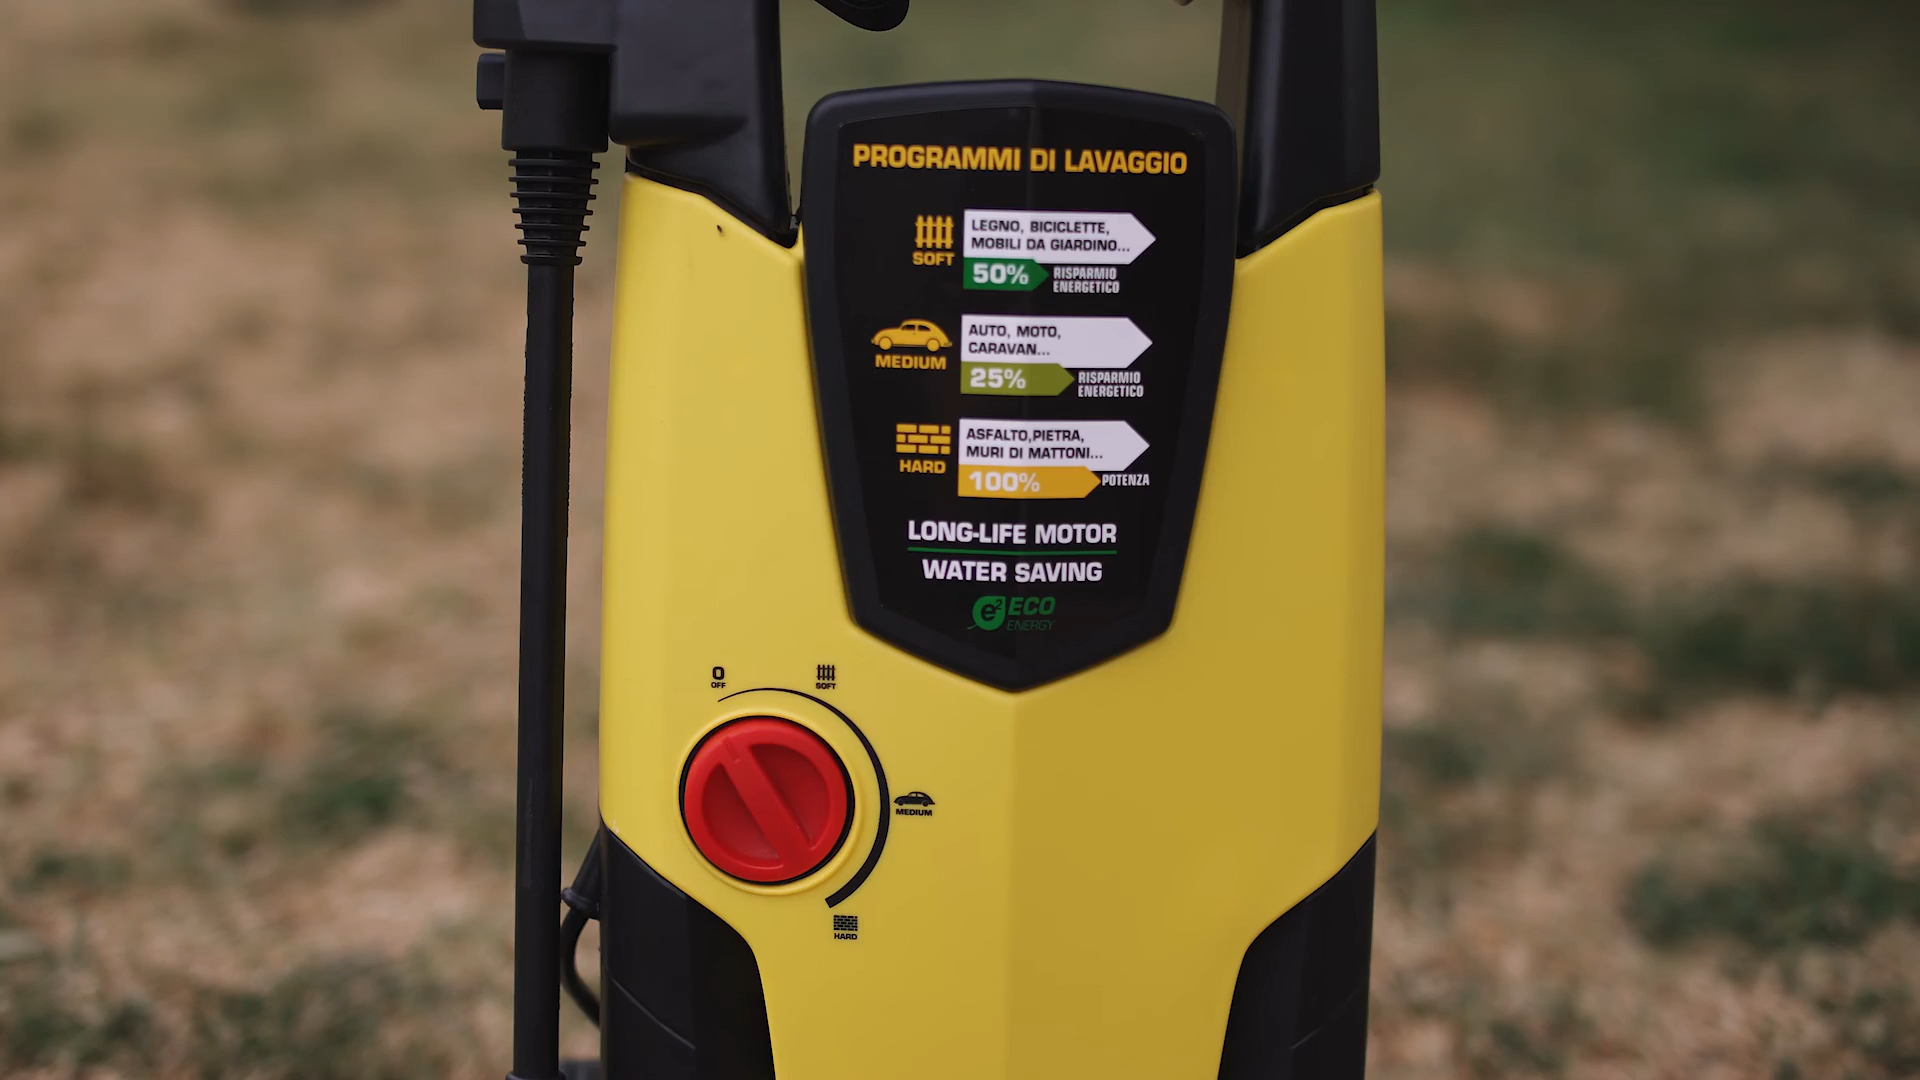 PROGRAMMI DI LAVAGGIO
SOFT
LEGNO, BICICLETTE,
MOBILI DA GIARDINO...
50%
RISPARMIO
ENERGETICO
MEDIUM
AUTO, MOTO,
CARAVAN...
25%
RISPARMIO
ENERGETICO
HARD
ASFALTO,PIETRA,
MURI DI MATTONI...
100%
POTENZA
LONG-LIFE MOTOR
WATER SAVING
e² ECO
ENERGY
0
OFF
SOFT
MEDIUM
HARD